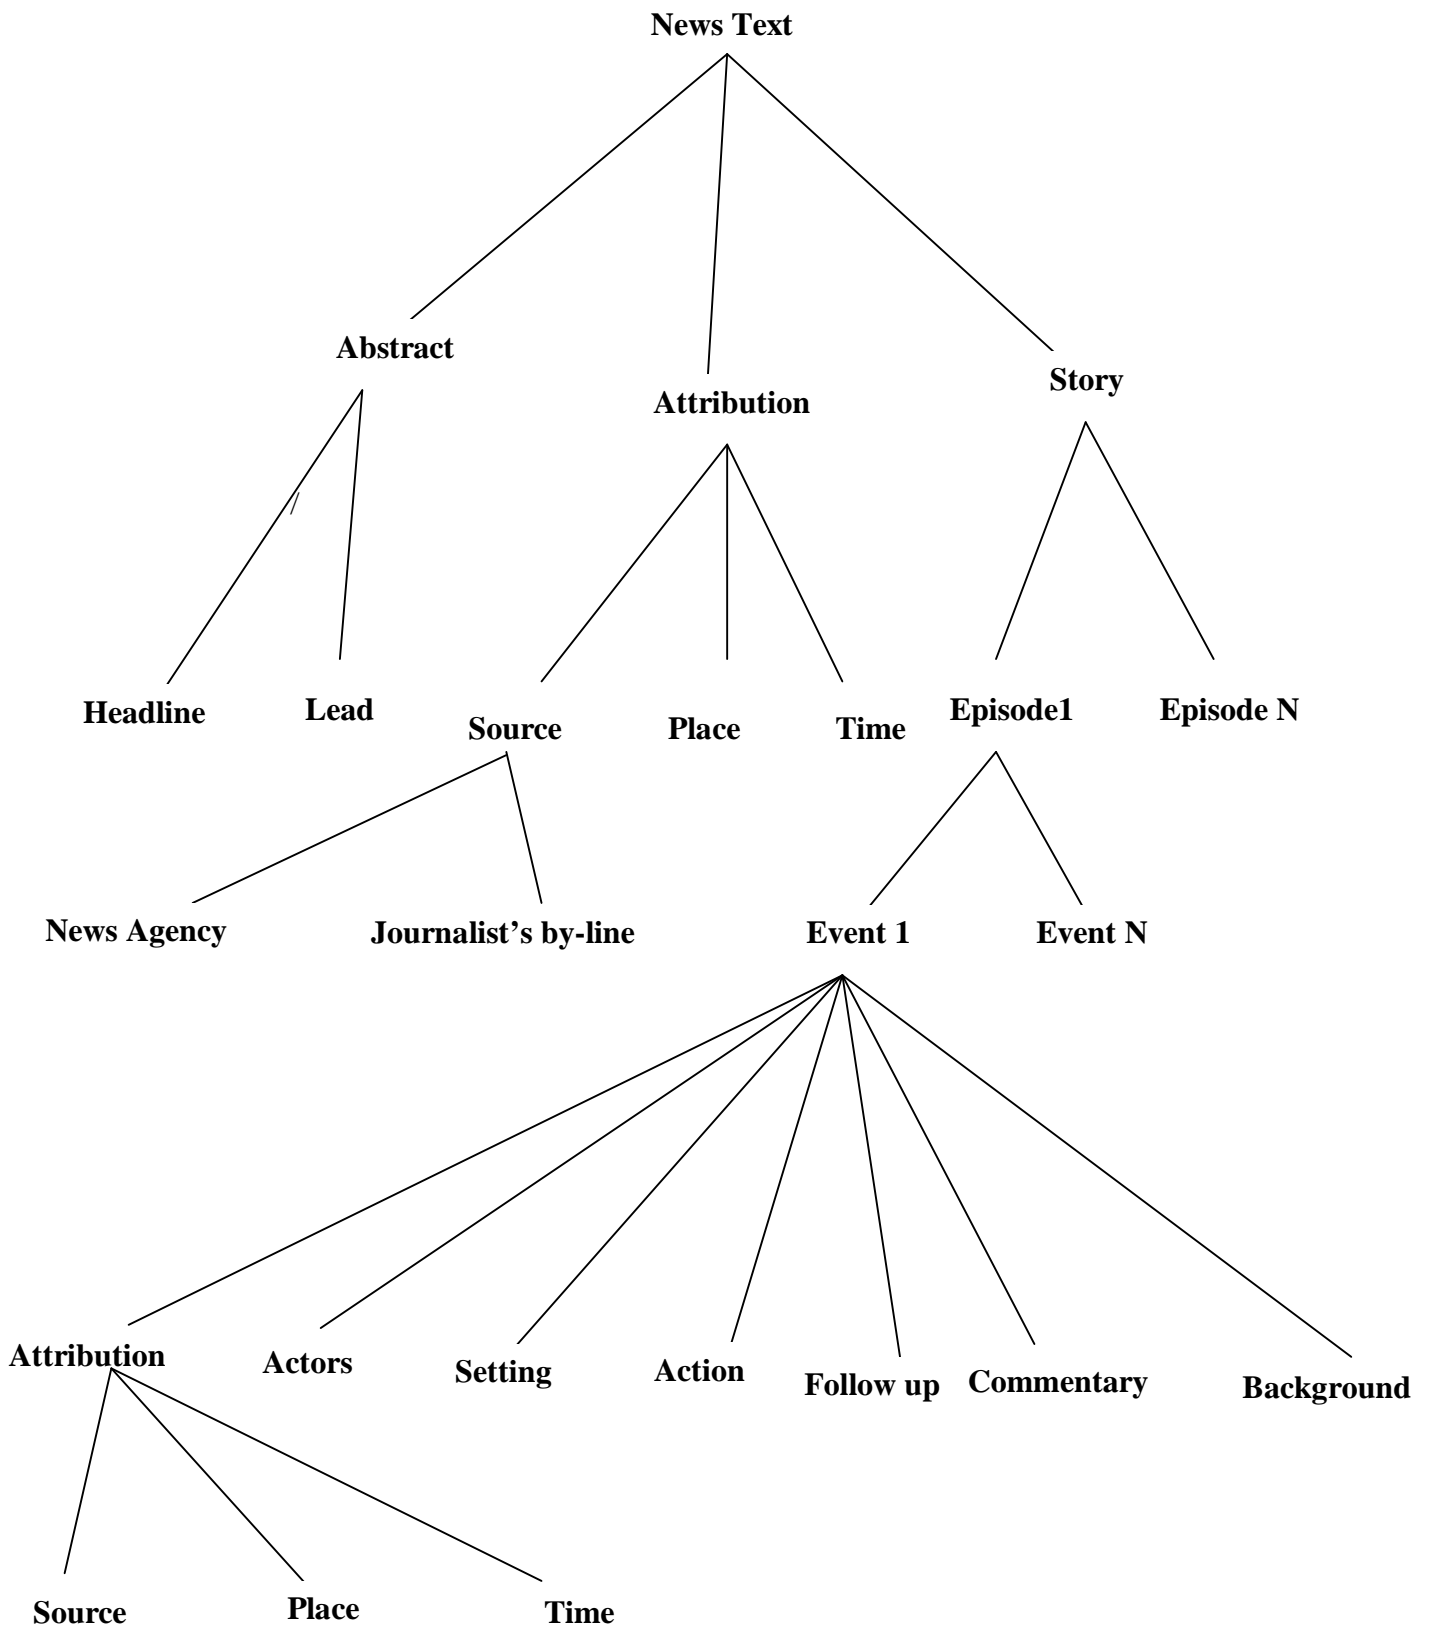 News Text
Abstract
Attribution
Story
Headline
Lead
Source
Place
Time
Episode1
Episode N
News Agency
Journalist’s by-line
Event 1
Event N
Attribution
Actors
Setting
Action
Follow up
Commentary
Background
Source
Place
Time